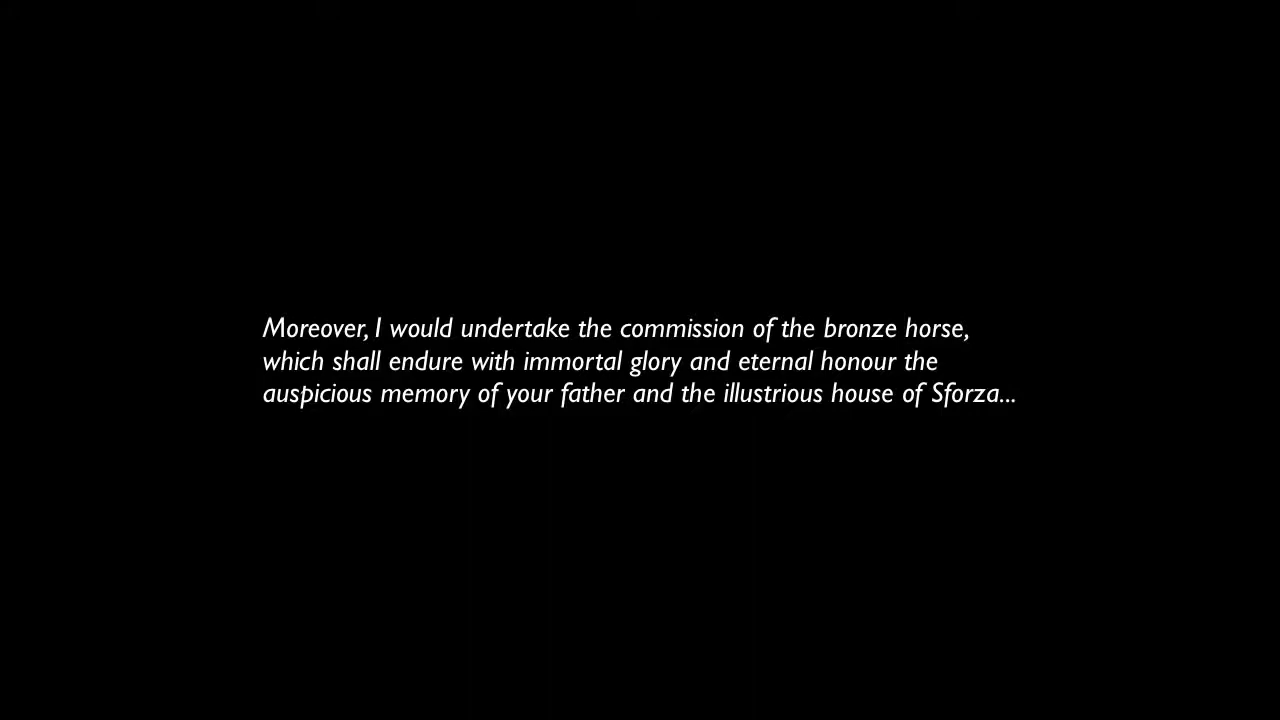 Moreover, I would undertake the commission of the bronze horse,
which shall endure with immortal glory and eternal honour the
auspicious memory of your father and the illustrious house of Sforza...